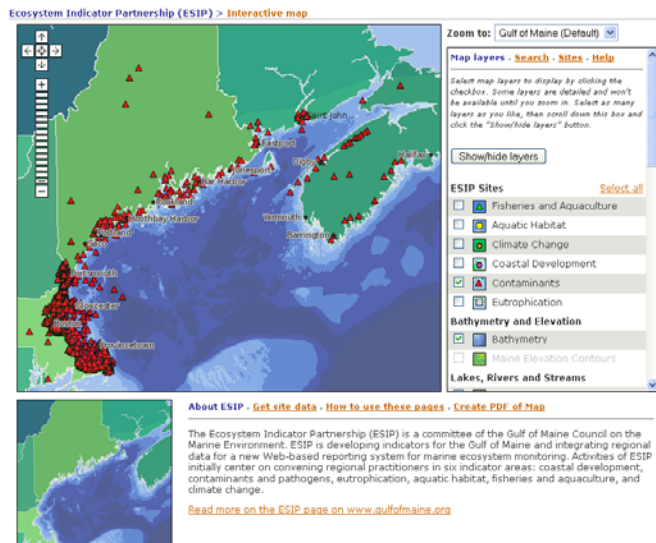 Ecosystem Indicator Partnership (ESIP) > Interactive map
Zoom to: Gulf of Maine (Default)
Map layers . Search . Sites . Help
Select map layers to display by clicking the
checkbox. Some layers are detailed and won't
be available until you zoom in. Select as many
layers as you like, then scroll down this box and
click the "Show/hide layers" button.
Show/hide layers
ESIP Sites Select all
Fisheries and Aquaculture
Aquatic Habitat
Climate Change
Coastal Development
Contaminants
Eutrophication
Bathymetry and Elevation
Bathymetry
Maine Elevation Contours
Lakes, Rivers and Streams
Saint John
Eastport
Halifax
Digby
Jonesport
Bar Harbor
Rockland
Boothbay Harbor
Yarmouth
Portland
Barrington
Saco
Portsmouth
Gloucester
Boston
Provincetown
About ESIP . Get site data . How to use these pages . Create PDF of Map
The Ecosystem Indicator Partnership (ESIP) is a committee of the Gulf of Maine Council on
the Marine Environment. ESIP is developing indicators for the Gulf of Maine and integrating regional
data for a new Web-based reporting system for marine ecosystem monitoring. Activities of ESIP
initially center on convening regional practitioners in six indicator areas: coastal development,
contaminants and pathogens, eutrophication, aquatic habitat, fisheries and aquaculture, and
climate change.
Read more on the ESIP page on www.gulfofmaine.org